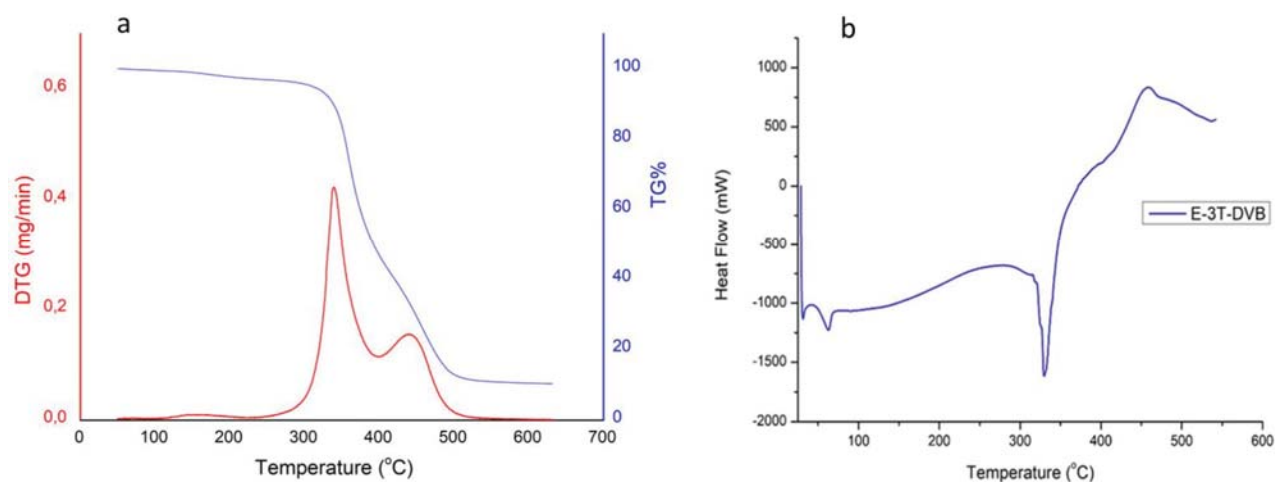 a
DTG (mg/min)
0,6
0,4
0,2
0,0
0 100 200 300 400 500 600 700
Temperature (°C)
TG%
100
80
60
40
20
0
b
Heat Flow (mW)
1000
500
0
-500
-1000
-1500
-2000
100 200 300 400 500 600
Temperature (°C)
E-3T-DVB